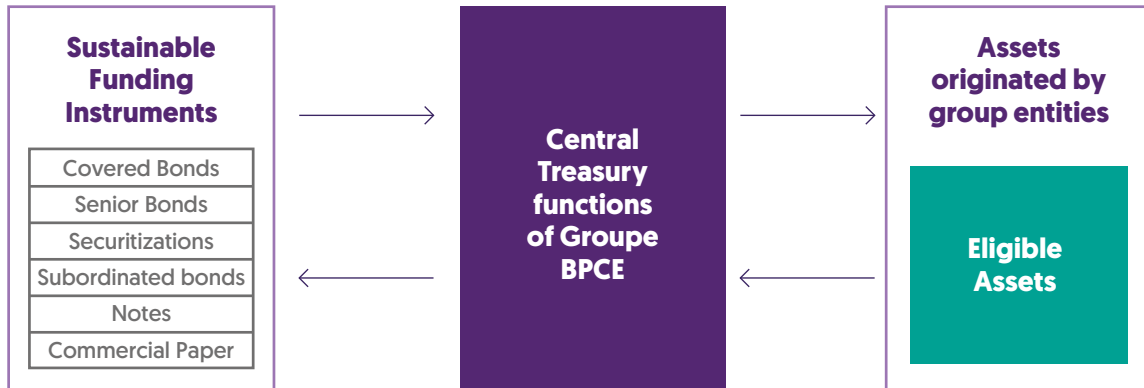 Sustainable
Funding
Instruments
Covered Bonds
Senior Bonds
Securitizations
Subordinated bonds
Notes
Commercial Paper
Central
Treasury
functions
of Groupe
BPCE
Assets
originated by
group entities
Eligible
Assets